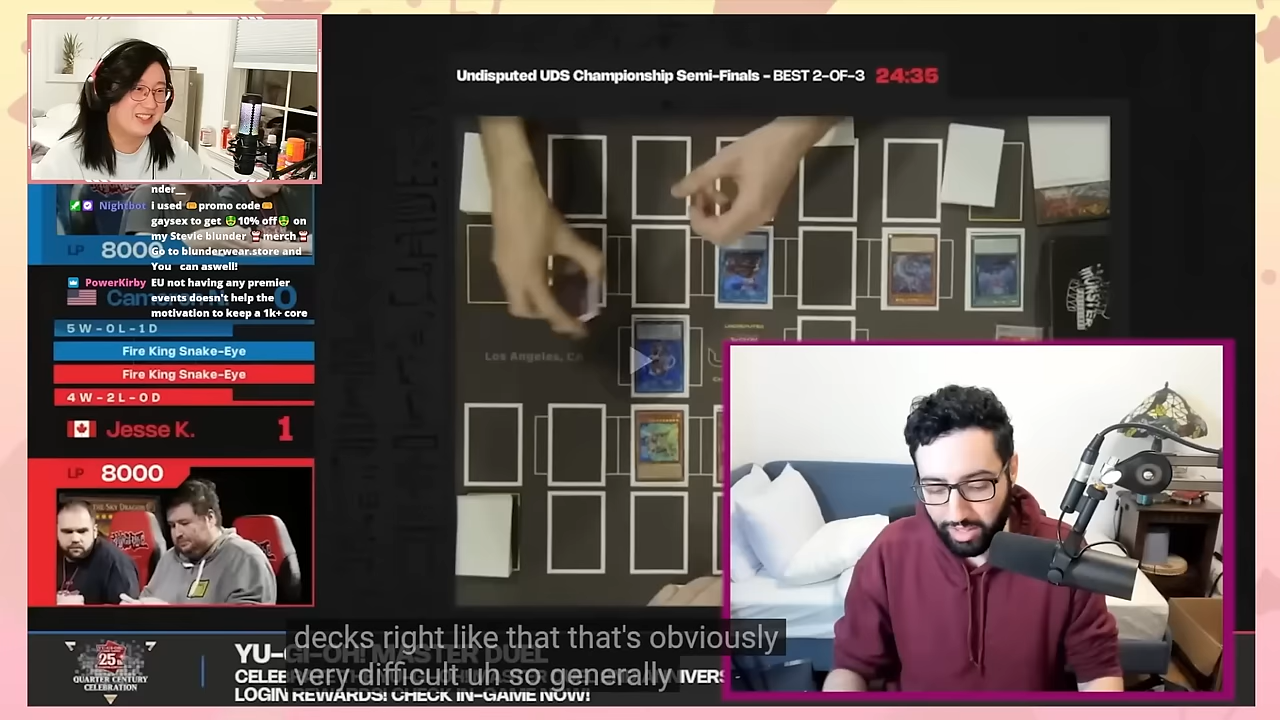 Undisputed UDS Championship Semi-Finals - BEST 2-OF-3 24:35
nder__
Nightbot i used promo code
gaysex to get 10% off on
my Stevie blunder merch
Go to blunderwear.store and
You can aswell!
PowerKirby EU not having any premier
events doesn't help the
motivation to keep a 1k+ core
LP 8000
0
5 W - 0 L - 1 D
Fire King Snake-Eye
Fire King Snake-Eye
4 W - 2 L - 0 D
Jesse K. 1
LP 8000
Los Angeles, CA
decks right like that that's obviously
very difficult uh so generally
25th
QUARTER CENTURY
CELEBRATION
YU-GI-OH! MASTER DUEL
LOGIN REWARDS! CHECK IN-GAME NOW!